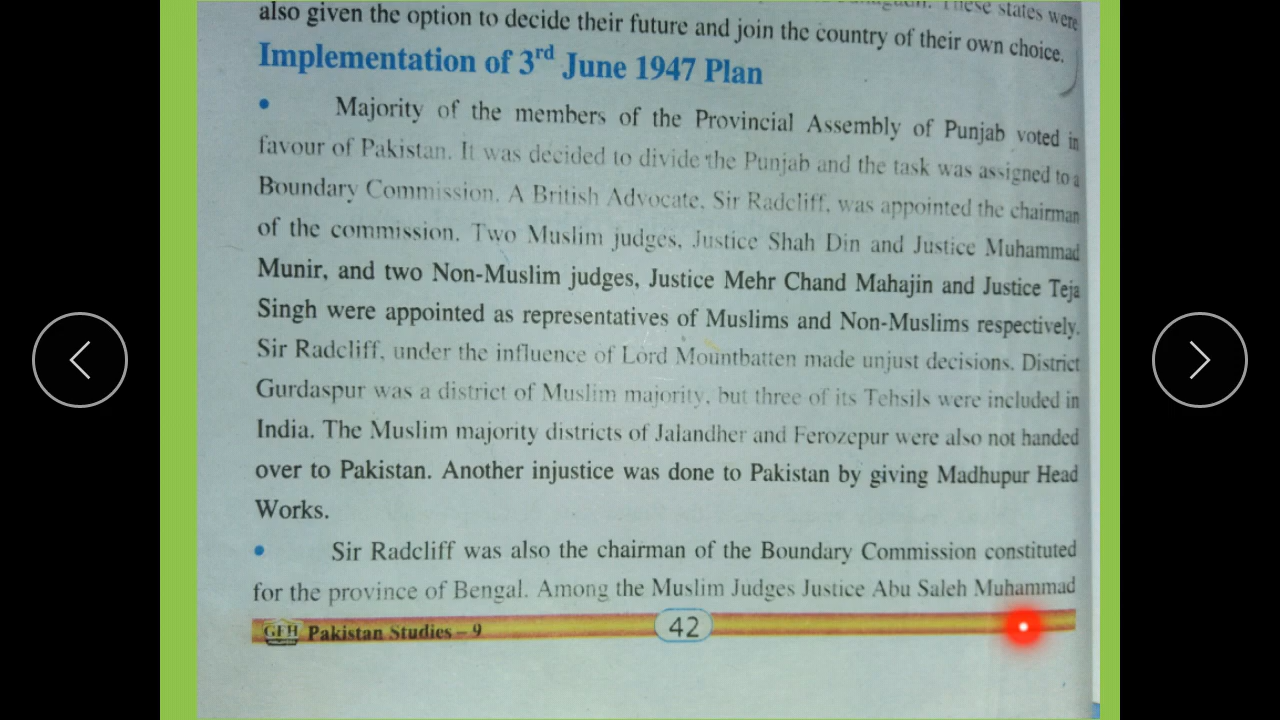 also given the option to decide their future and join the country of their own choice.
These states were
Implementation of 3rd June 1947 Plan
• Majority of the members of the Provincial Assembly of Punjab voted in
favour of Pakistan. It was decided to divide the Punjab and the task was assigned to a
Boundary Commission. A British Advocate, Sir Radcliff, was appointed the chairman
of the commission. Two Muslim judges, Justice Shah Din and Justice Muhammad
Munir, and two Non-Muslim judges, Justice Mehr Chand Mahajin and Justice Teja
Singh were appointed as representatives of Muslims and Non-Muslims respectively.
Sir Radcliff, under the influence of Lord Mountbatten made unjust decisions. District
Gurdaspur was a district of Muslim majority, but three of its Tehsils were included in
India. The Muslim majority districts of Jalandher and Ferozepur were also not handed
over to Pakistan. Another injustice was done to Pakistan by giving Madhupur Head
Works.
• Sir Radcliff was also the chairman of the Boundary Commission constituted
for the province of Bengal. Among the Muslim Judges Justice Abu Saleh Muhammad
GFH Pakistan Studies – 9 42